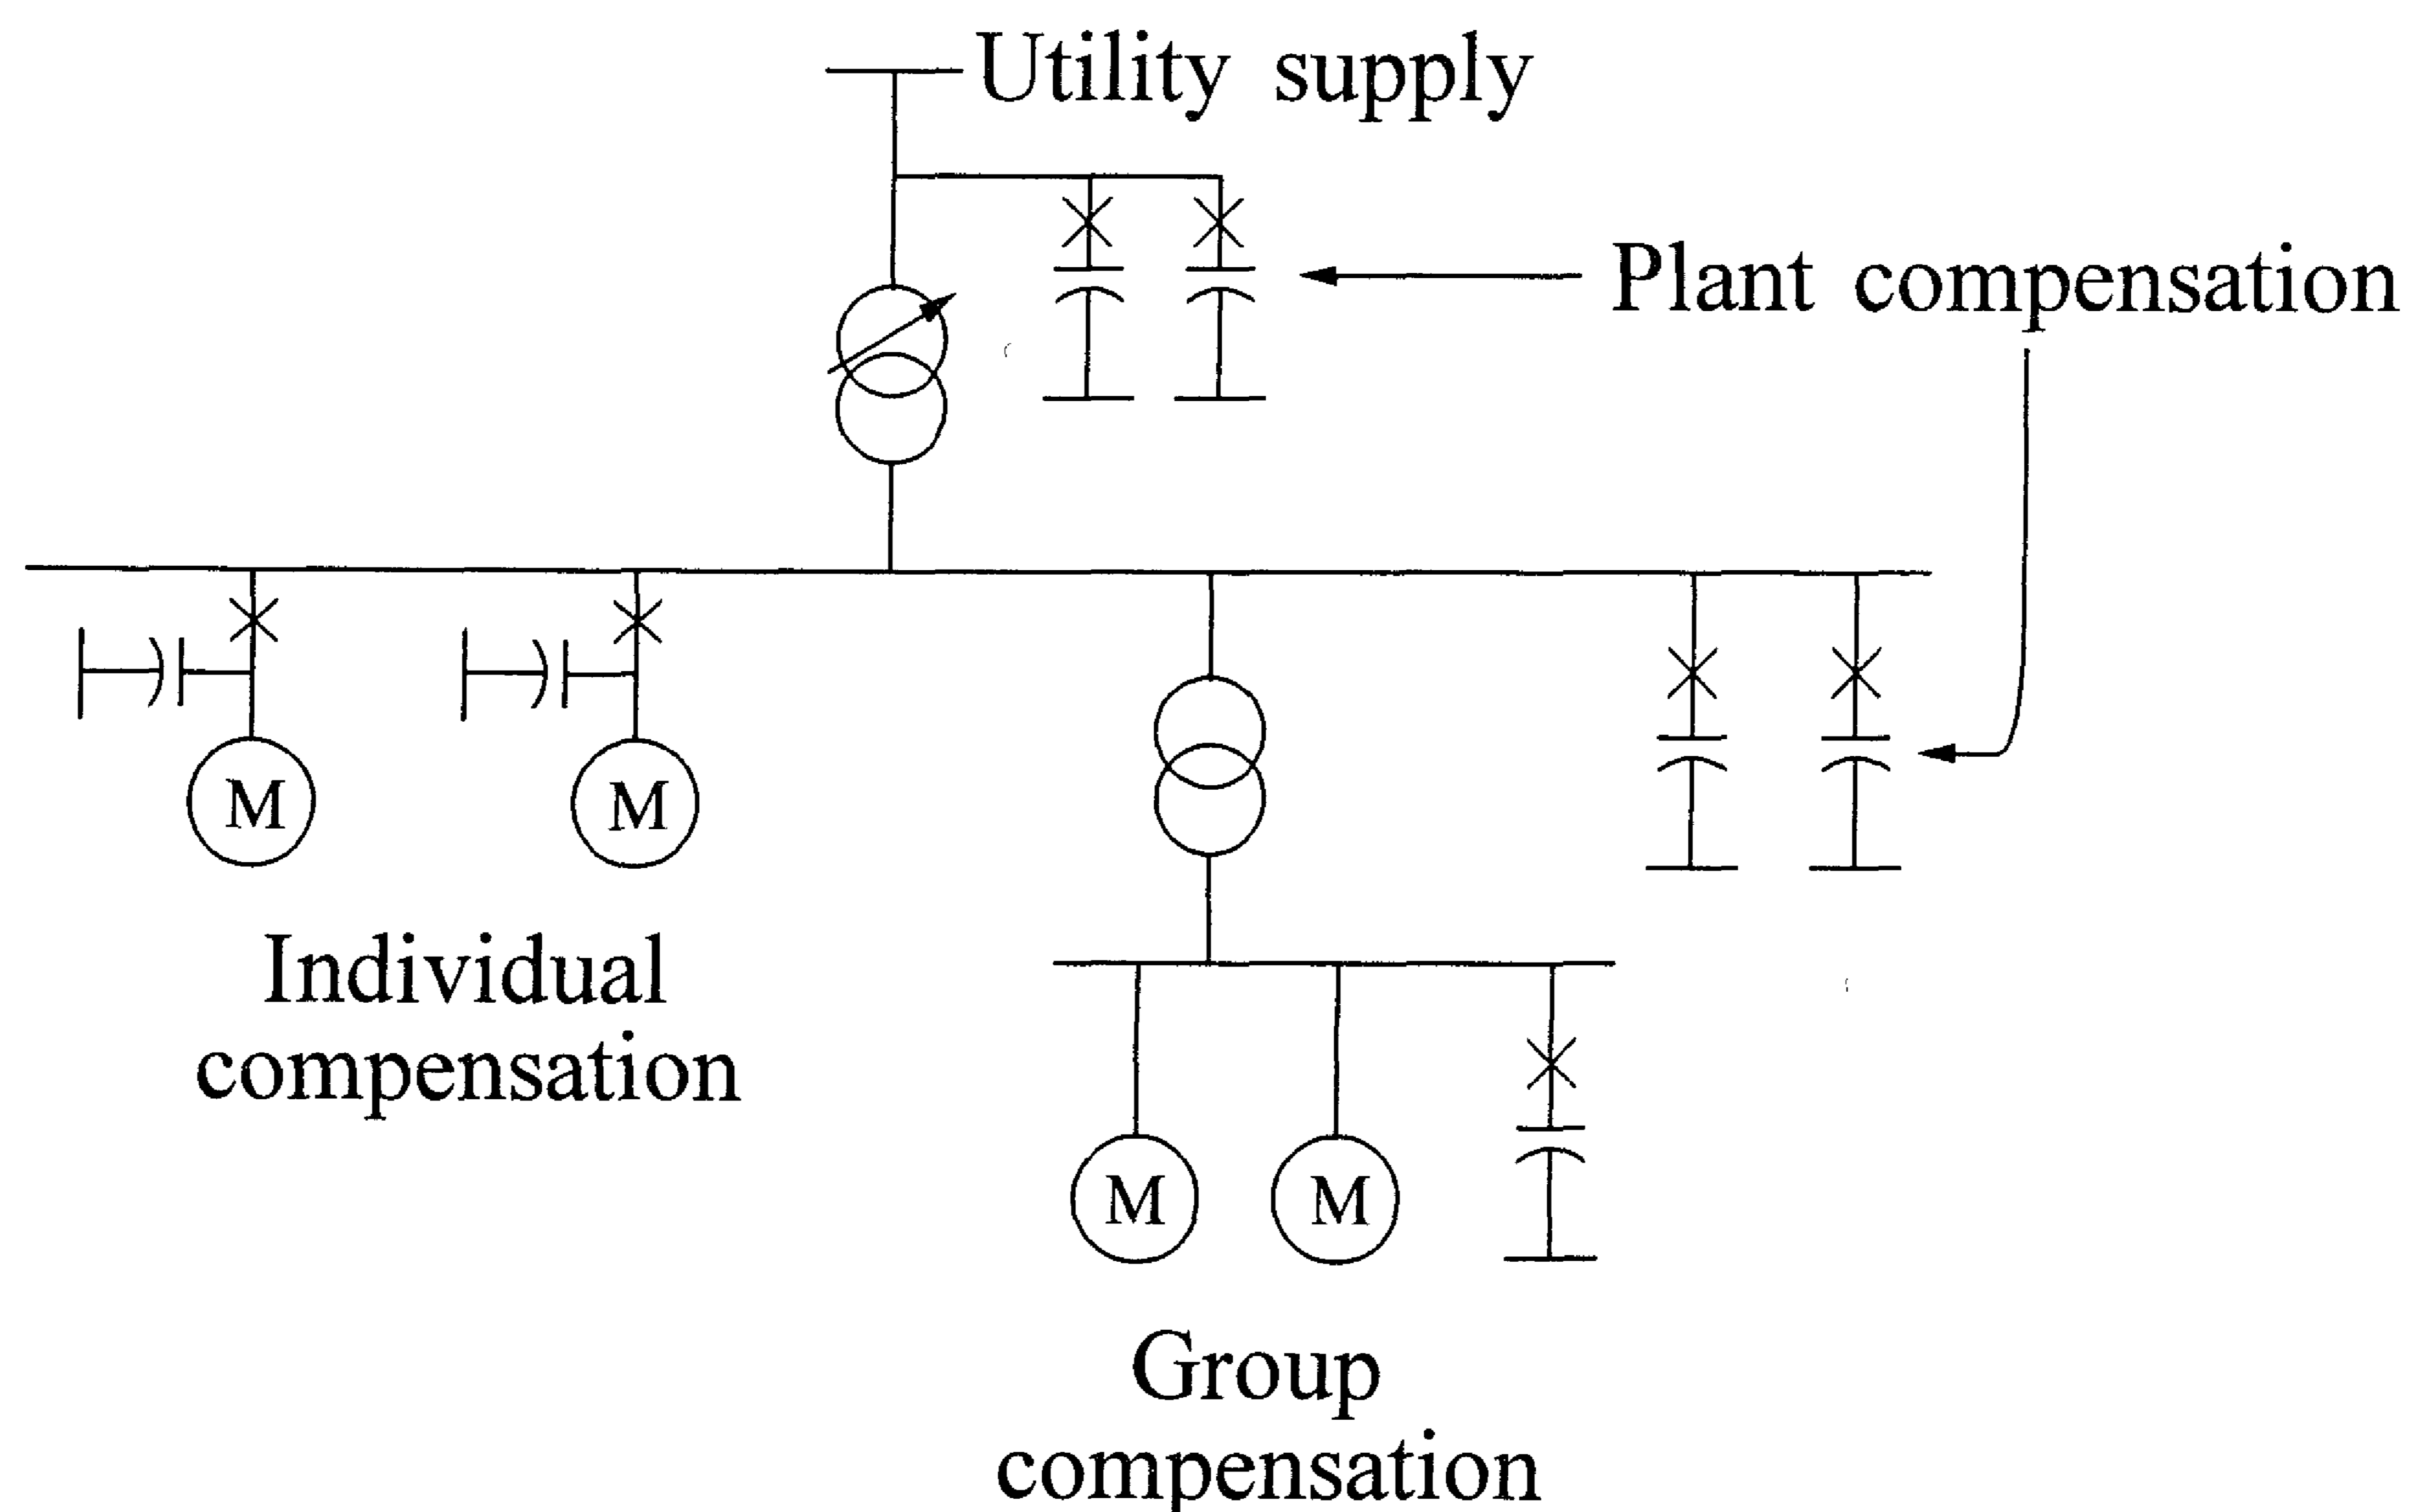 Utility supply
Plant compensation
M
M
Individual
compensation
M
M
Group
compensation